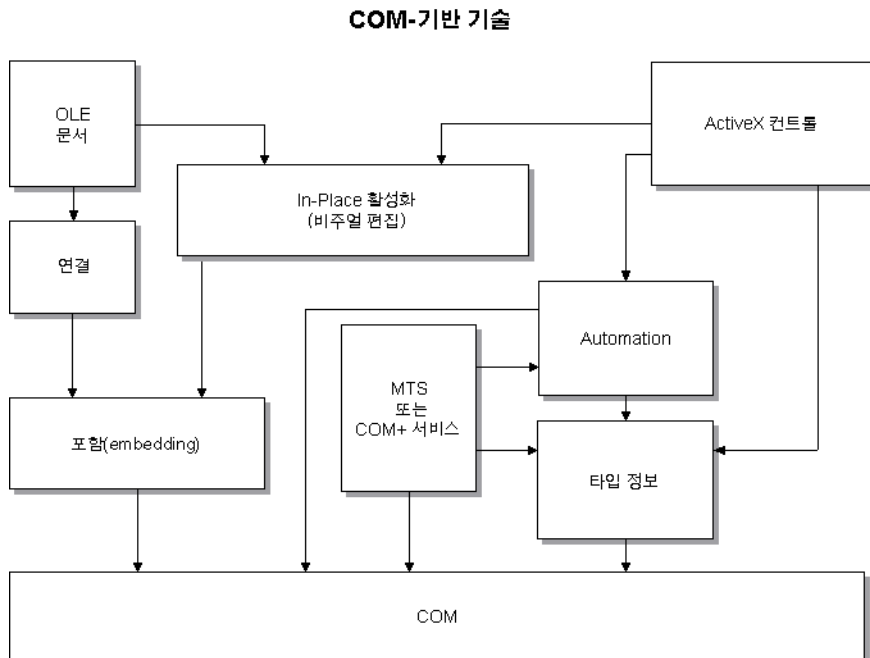 COM-기반 기술
OLE
문서
ActiveX 컨트롤
In-Place 활성화
(비주얼 편집)
연결
Automation
MTS
또는
COM+ 서비스
포함(embedding)
타입 정보
COM